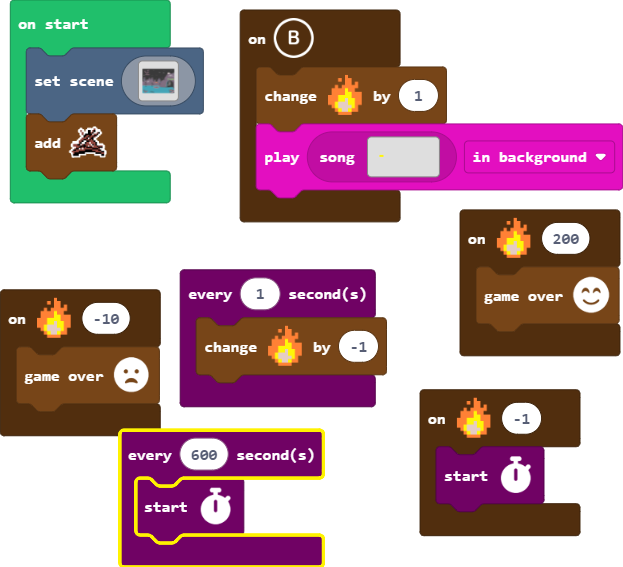 on start
set scene
add
on B
change by 1
play song in background
on 200
game over
every 1 second(s)
change by -1
on -10
game over
on -1
start
every 600 second(s)
start